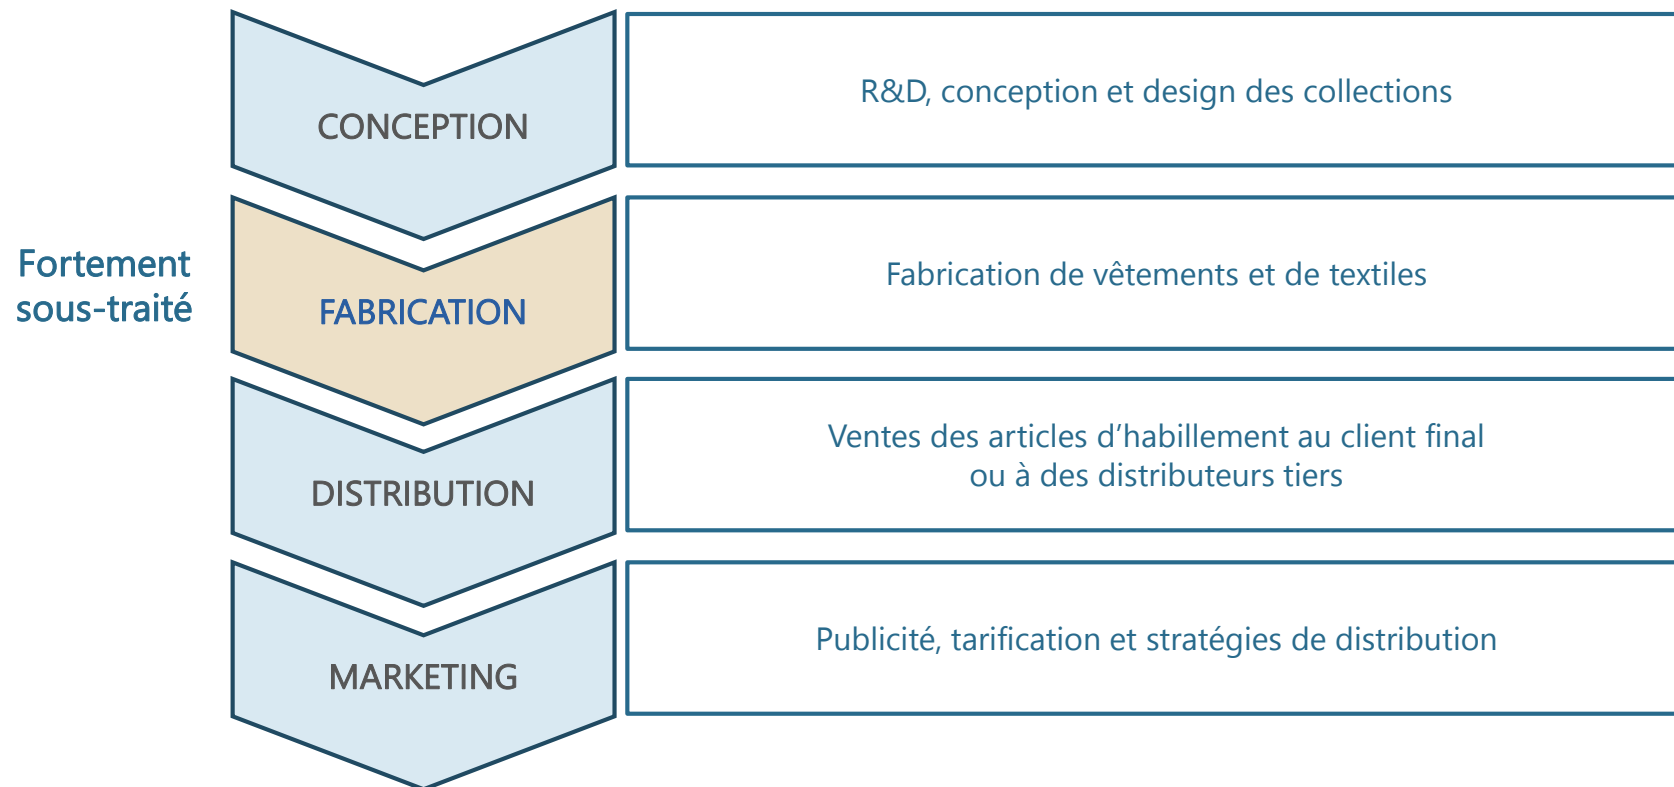 CONCEPTION
R&D, conception et design des collections
Fortement
sous-traité
FABRICATION
Fabrication de vêtements et de textiles
DISTRIBUTION
Ventes des articles d’habillement au client final
ou à des distributeurs tiers
MARKETING
Publicité, tarification et stratégies de distribution